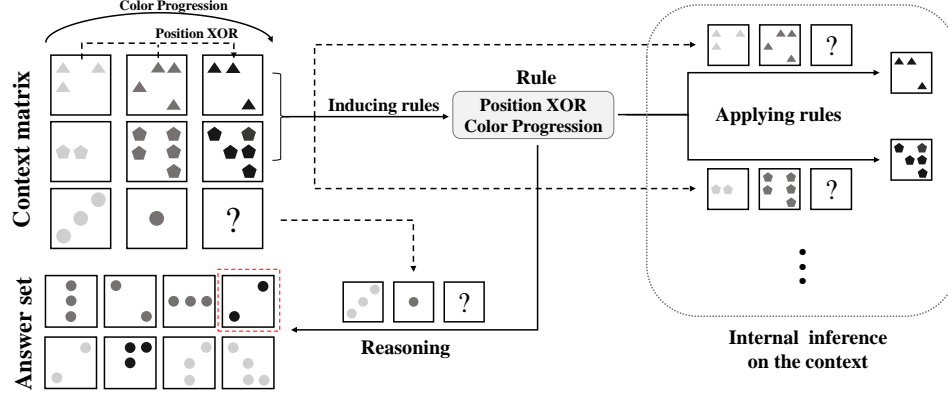 Color Progression
Position XOR
Context matrix
?
Inducing rules
Rule
Position XOR
Color Progression
?
Applying rules
?
Internal inference
on the context
?
Reasoning
Answer set